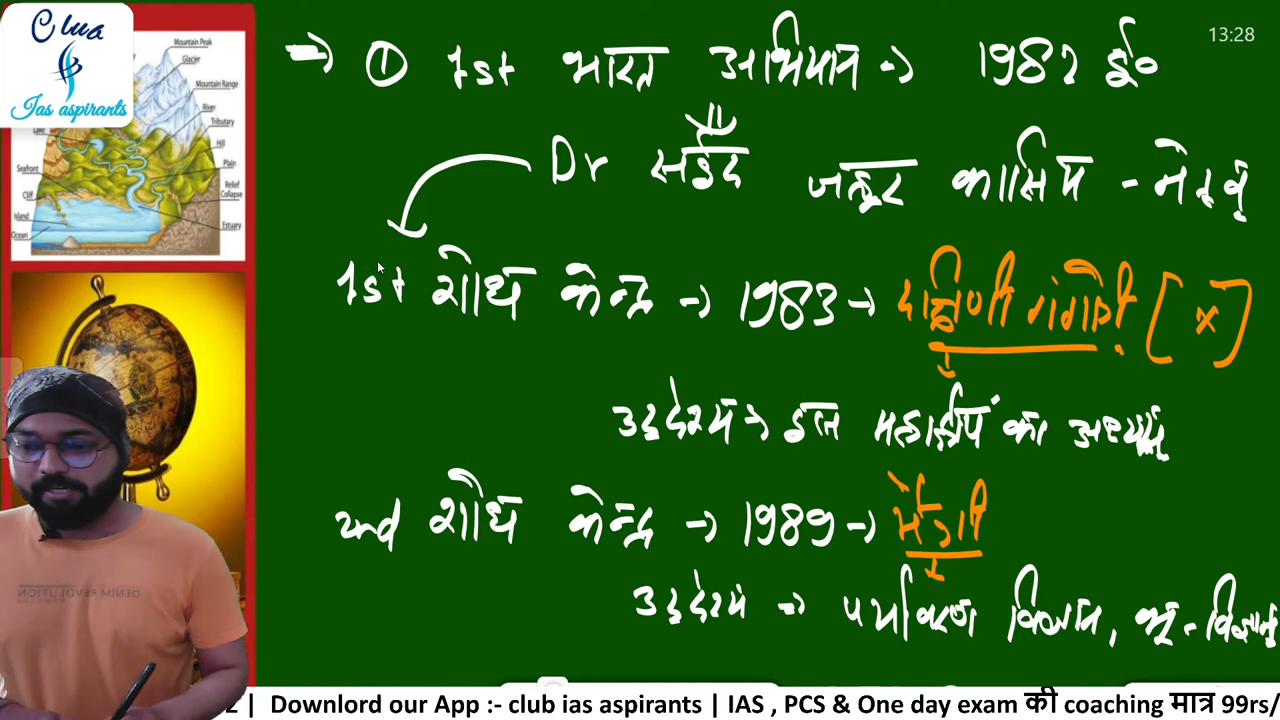 Clua
Ias aspirants
Mountain Peak
Glacier
Mountain Range
River
Tributary
Lake
Hill
Seafront
Plain
Cliff
Relief
Collapse
Island
Estuary
Ocean
13:28
→ ① 1st भारत अभियान → 1982 ई०
Dr सईद जहूर कासिम - नेतृत्व
1st शोध केन्द्र → 1983 → दक्षिणी गंगोत्री [×]
उद्देश्य → इस महाद्वीप का अध्ययन
2nd शोध केन्द्र → 1989 → मैत्री
उद्देश्य → पर्यावरण विज्ञान, भू-विज्ञान
DENIM REVOLUTION
| Downlord our App :- club ias aspirants | IAS , PCS & One day exam की coaching मात्र 99rs/